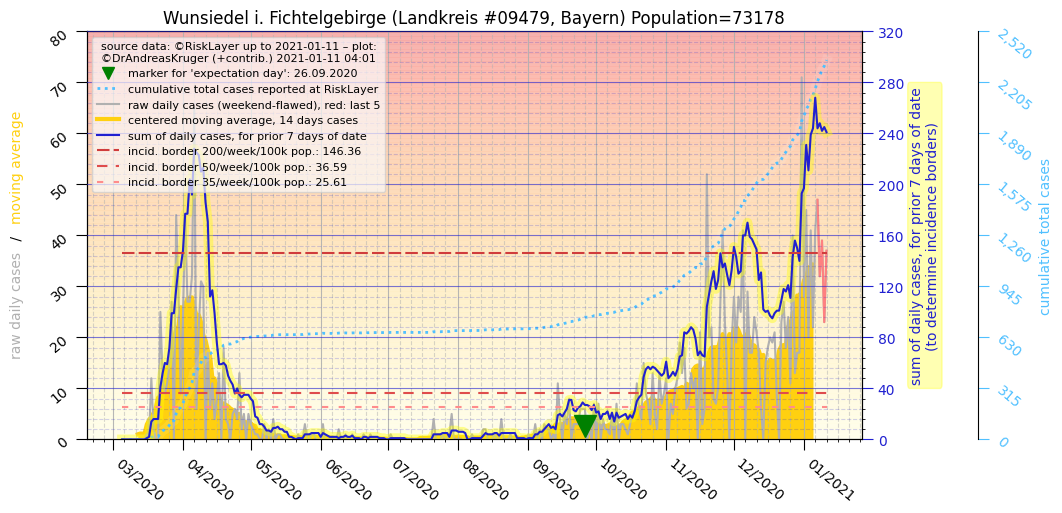 Wunsiedel i. Fichtelgebirge (Landkreis #09479, Bayern) Population=73178
source data: ©RiskLayer up to 2021-01-11 – plot:
©DrAndreasKruger (+contrib.) 2021-01-11 04:01
marker for 'expectation day': 26.09.2020
cumulative total cases reported at RiskLayer
raw daily cases (weekend-flawed), red: last 5
centered moving average, 14 days cases
sum of daily cases, for prior 7 days of date
incid. border 200/week/100k pop.: 146.36
incid. border 50/week/100k pop.: 36.59
incid. border 35/week/100k pop.: 25.61
raw daily cases / moving average
80
70
60
50
40
30
20
10
0
320
280
240
200
160
120
80
40
0
sum of daily cases, for prior 7 days of date
(to determine incidence borders)
2,520
2,205
1,890
1,575
1,260
945
630
315
0
cumulative total cases
03/2020
04/2020
05/2020
06/2020
07/2020
08/2020
09/2020
10/2020
11/2020
12/2020
01/2021